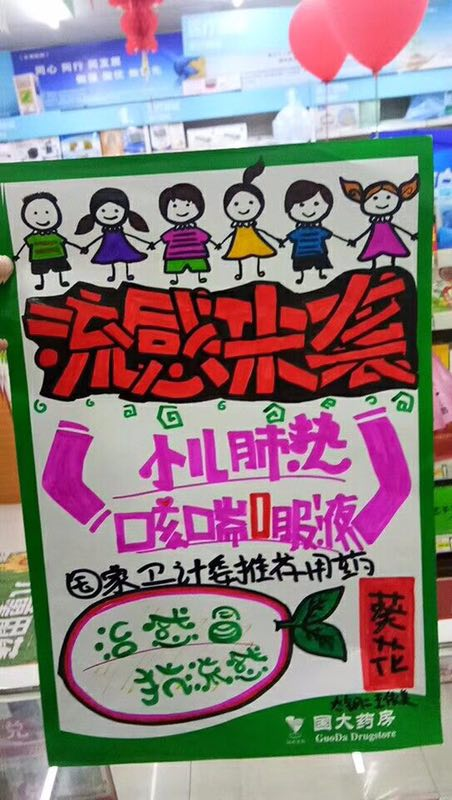 流感来袭
小儿肺热
咳喘口服液
国家卫计委推荐用药
治感冒
抗流感
葵花
国大药房
GuoDa Drugstore